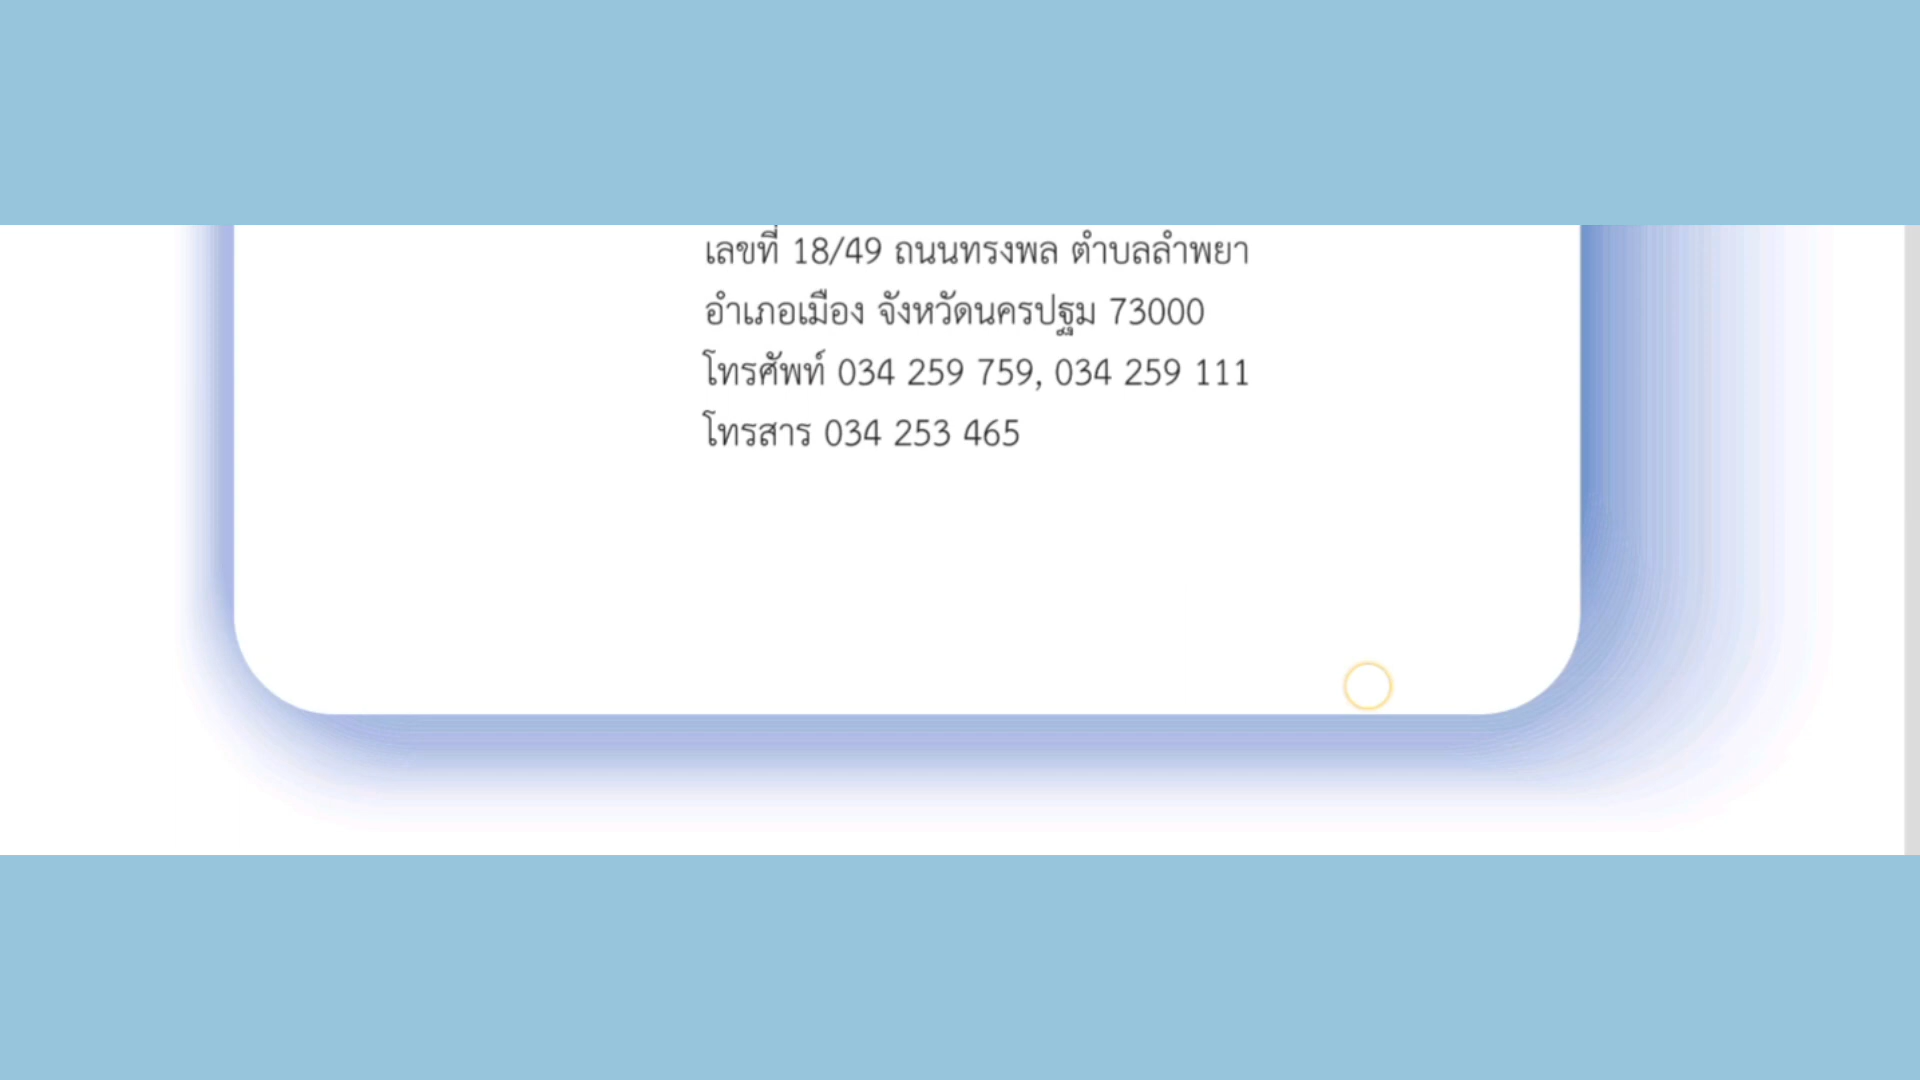 เลขที่ 18/49 ถนนทรงพล ตำบลลำพยา
อำเภอเมือง จังหวัดนครปฐม 73000
โทรศัพท์ 034 259 759, 034 259 111
โทรสาร 034 253 465